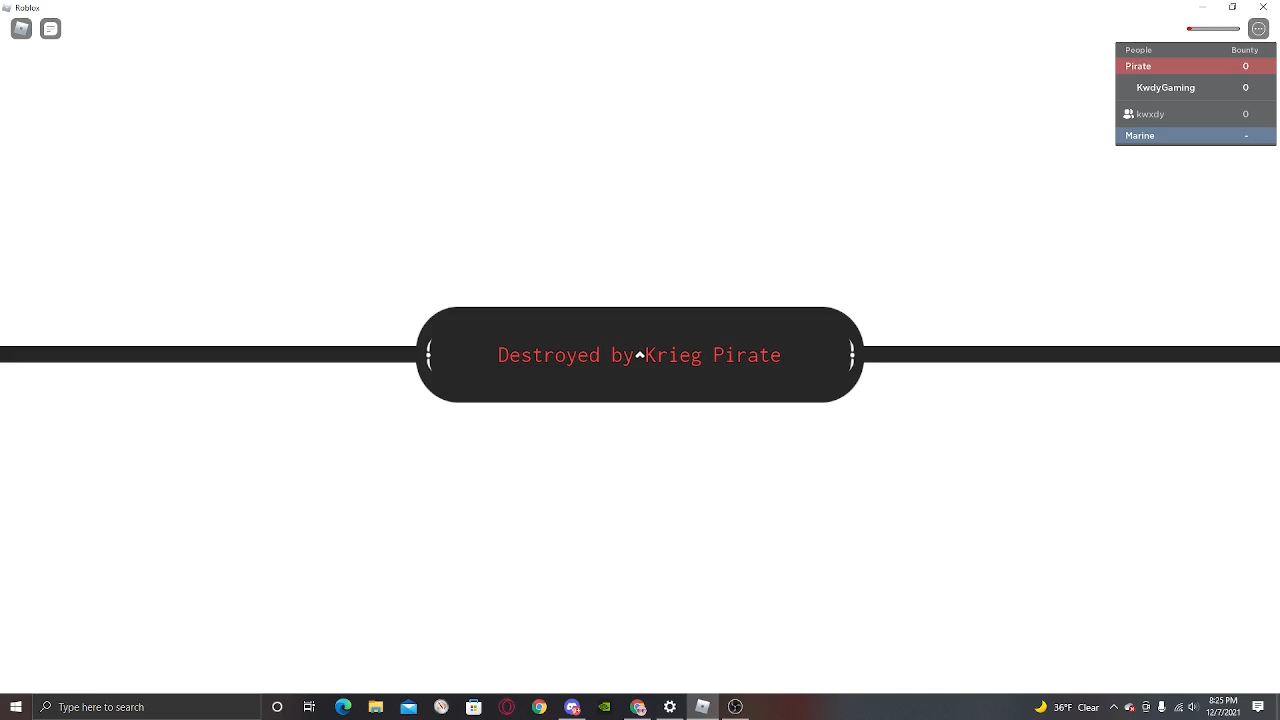 Roblox
People Bounty
Pirate 0
KwdyGaming 0
kwxdy 0
Marine -
Destroyed by Krieg Pirate
Type here to search
36°F Clear
8:25 PM
12/7/2021